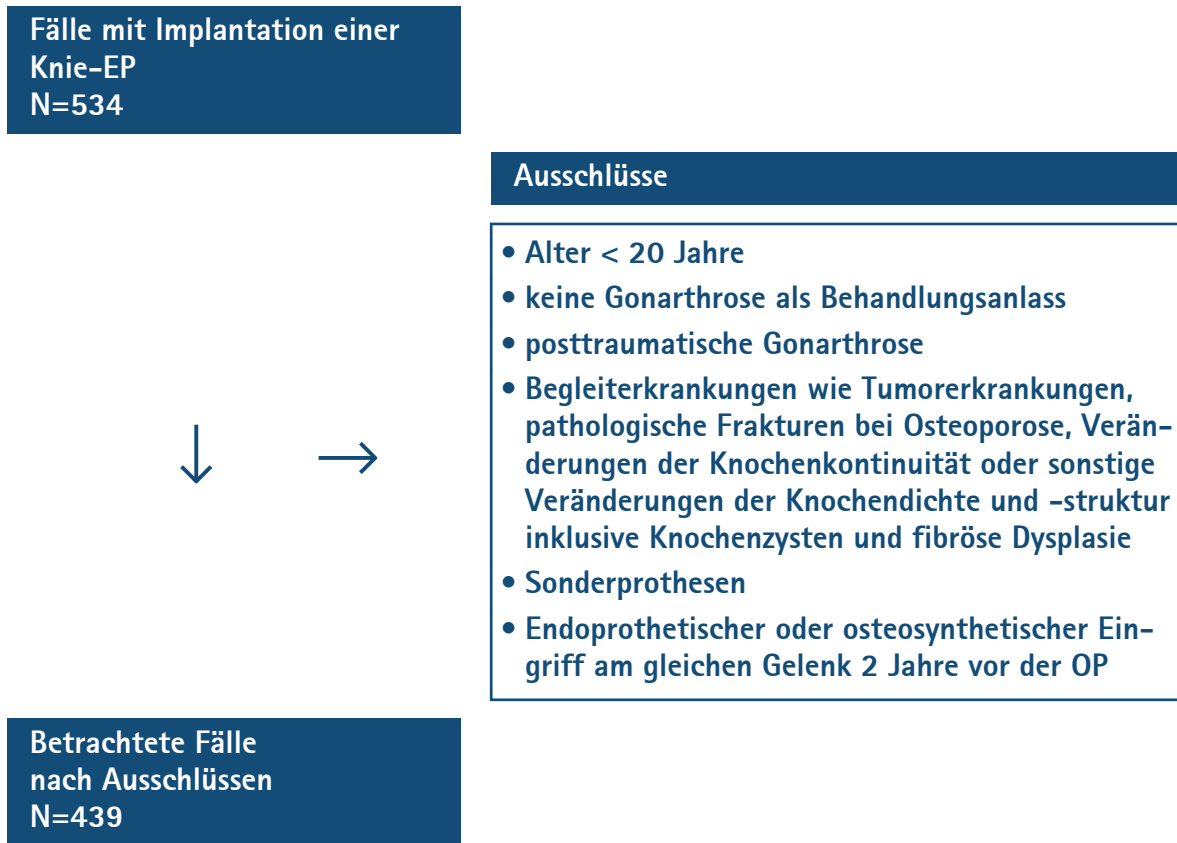 Fälle mit Implantation einer
Knie-EP
N=534
Ausschlüsse
• Alter < 20 Jahre
• keine Gonarthrose als Behandlungsanlass
• posttraumatische Gonarthrose
• Begleiterkrankungen wie Tumorerkrankungen,
pathologische Frakturen bei Osteoporose, Verän-
derungen der Knochenkontinuität oder sonstige
Veränderungen der Knochendichte und -struktur
inklusive Knochenzysten und fibröse Dysplasie
• Sonderprothesen
• Endoprothetischer oder osteosynthetischer Ein-
griff am gleichen Gelenk 2 Jahre vor der OP
Betrachtete Fälle
nach Ausschlüssen
N=439